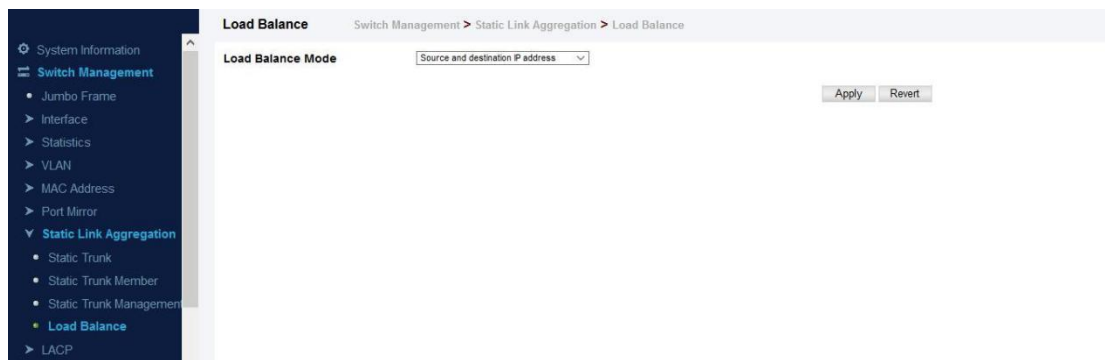 Load Balance
Switch Management > Static Link Aggregation > Load Balance
System Information
Switch Management
Jumbo Frame
Interface
Statistics
VLAN
MAC Address
Port Mirror
Static Link Aggregation
Static Trunk
Static Trunk Member
Static Trunk Management
Load Balance
LACP
Load Balance Mode
Source and destination IP address
Apply
Revert